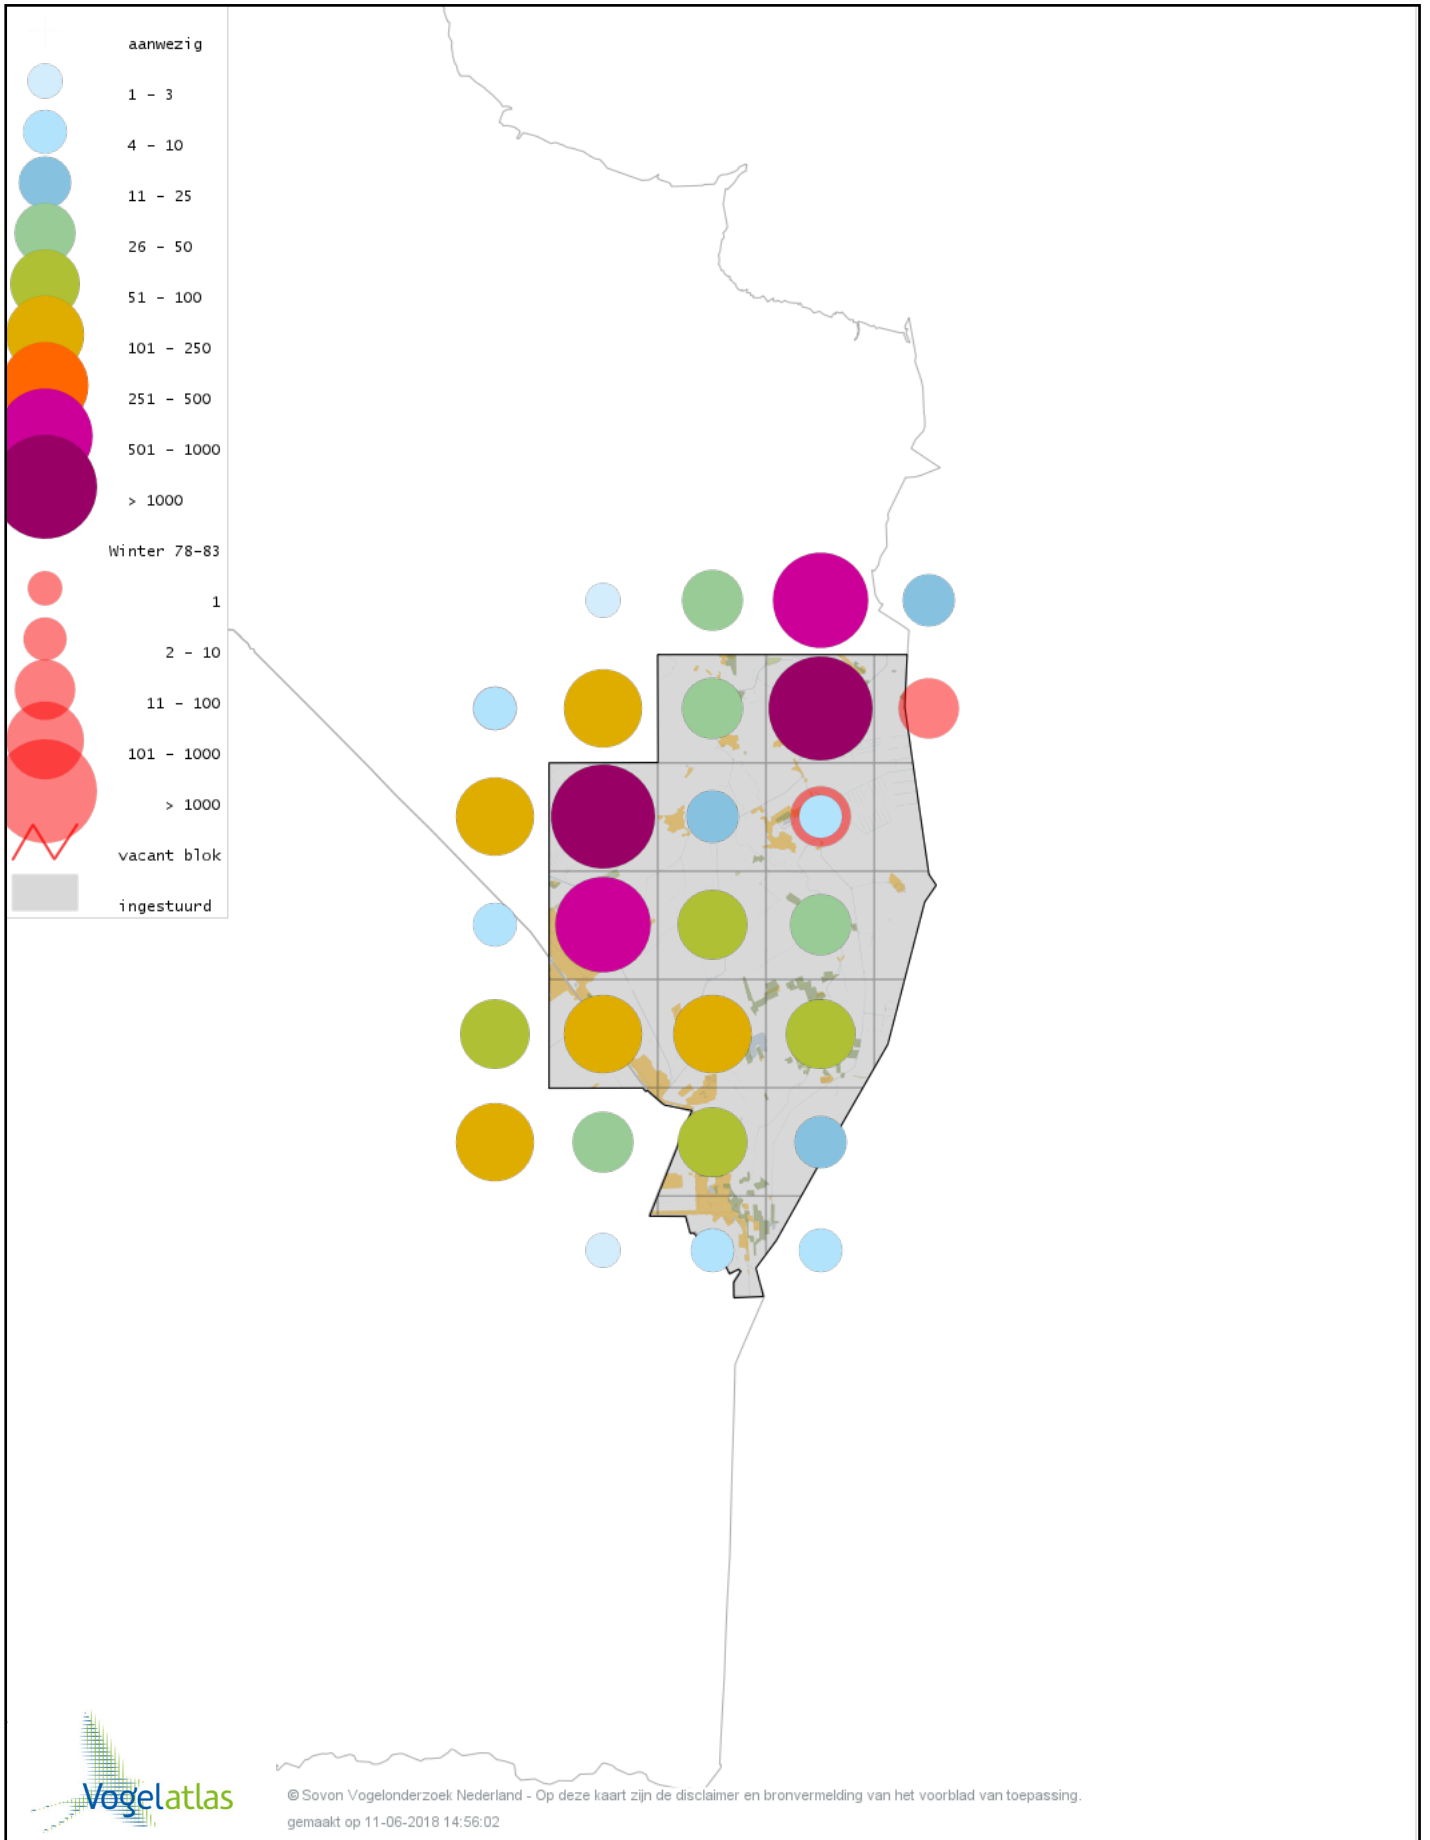 aanwezig
1 - 3
4 - 10
11 - 25
26 - 50
51 - 100
101 - 250
251 - 500
501 - 1000
> 1000
Winter 78-83
1
2 - 10
11 - 100
101 - 1000
> 1000
vacant blok
ingestuurd
Vogelatlas
© Sovon Vogelonderzoek Nederland - Op deze kaart zijn de disclaimer en bronvermelding van het voorblad van toepassing.
gemaakt op 11-06-2018 14:56:02